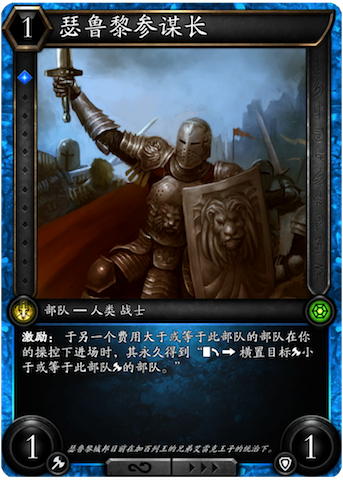 1 瑟鲁黎参谋长
部队 — 人类 战士
激励： 于另一个费用大于或等于此部队的部队在你
的操控下进场时，其永久得到“ ➡ 横置目标 小
于或等于此部队 的部队。”
瑟鲁黎城邦目前在加百列王的兄弟艾雷克王子的统治下。
1 1